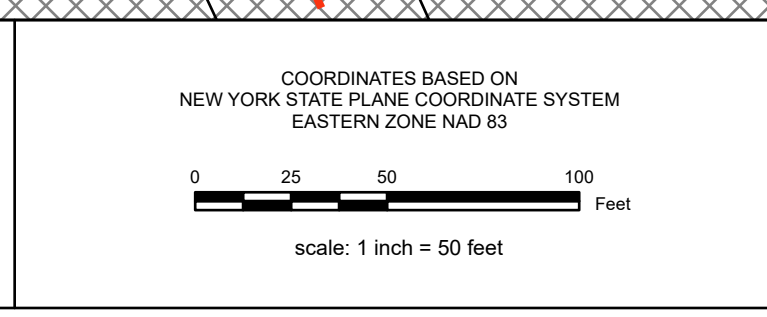 COORDINATES BASED ON
NEW YORK STATE PLANE COORDINATE SYSTEM
EASTERN ZONE NAD 83
0 25 50 100
Feet
scale: 1 inch = 50 feet